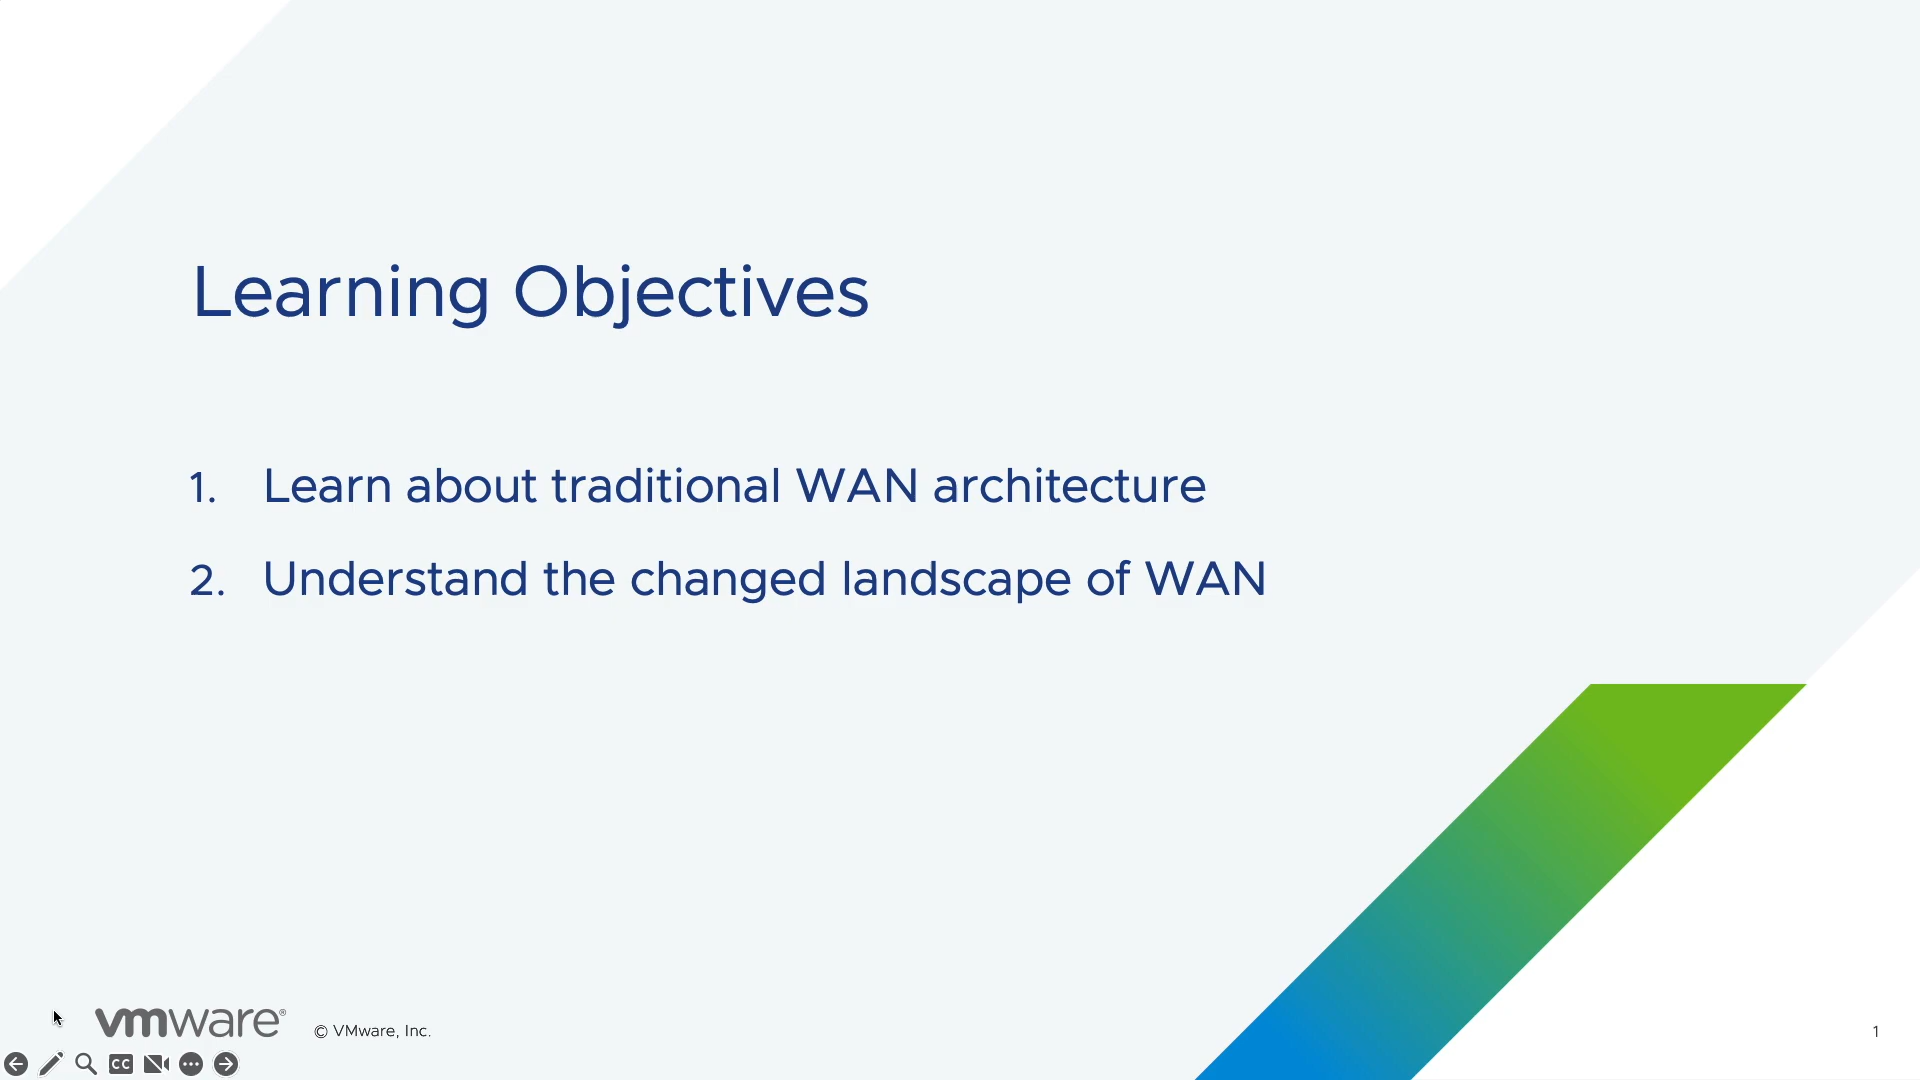 Learning Objectives
1. Learn about traditional WAN architecture
2. Understand the changed landscape of WAN
vmware®
© VMware, Inc.
1
CC